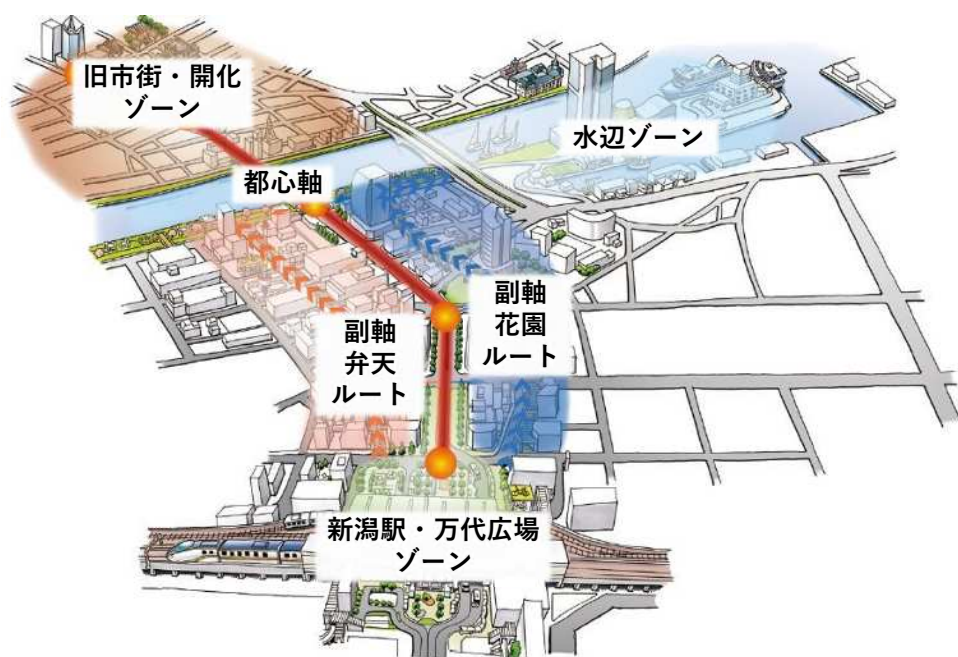 旧市街・開化
ゾーン
水辺ゾーン
都心軸
副軸
花園
ルート
副軸
弁天
ルート
新潟駅・万代広場
ゾーン